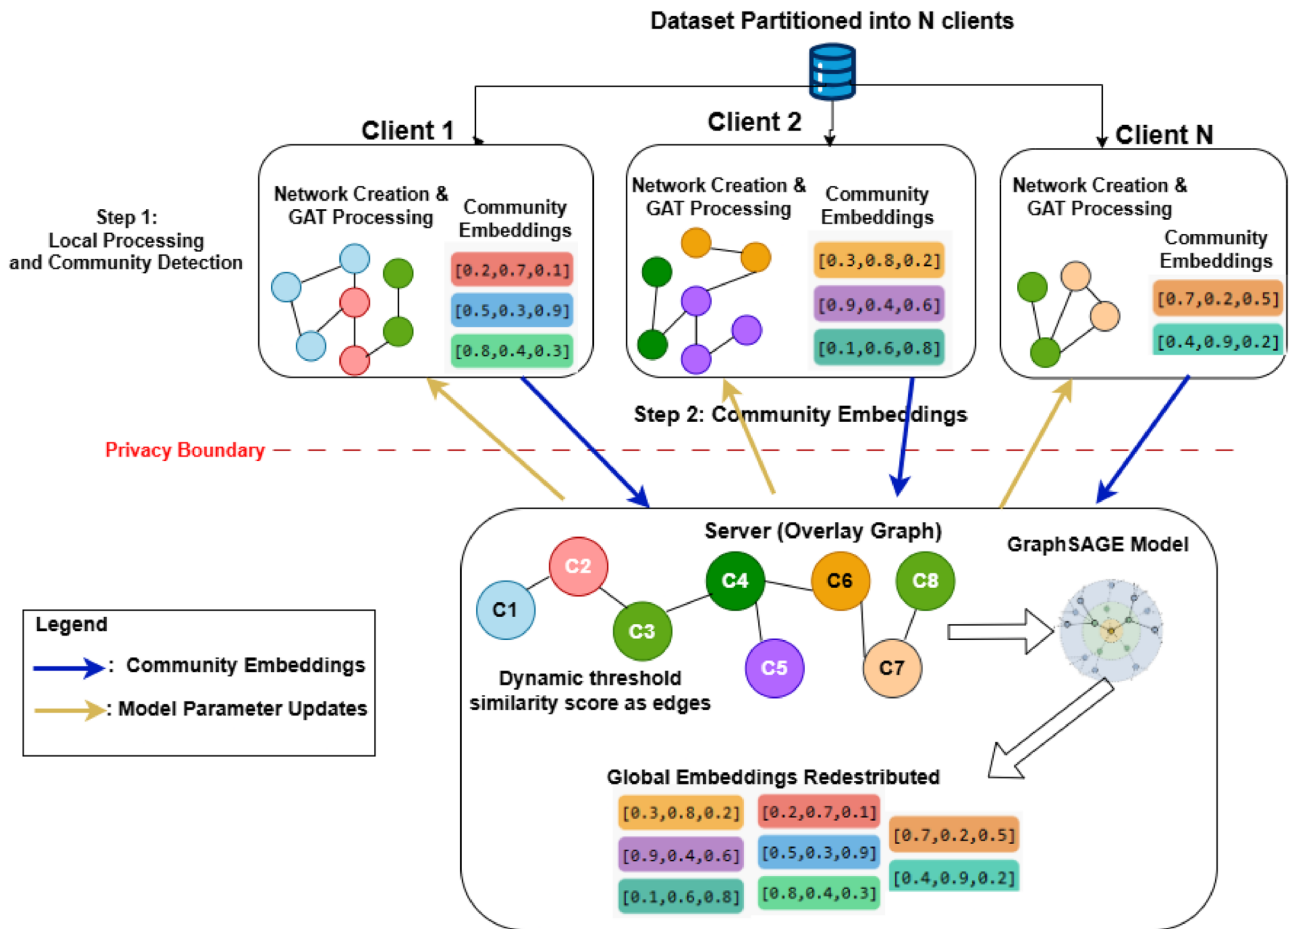 Dataset Partitioned into N clients
Client 1
Client 2
Client N
Step 1:
Local Processing
and Community Detection
Network Creation &
GAT Processing
Community
Embeddings
[0.2,0.7,0.1]
[0.5,0.3,0.9]
[0.8,0.4,0.3]
Network Creation &
GAT Processing
Community
Embeddings
[0.3,0.8,0.2]
[0.9,0.4,0.6]
[0.1,0.6,0.8]
Network Creation &
GAT Processing
Community
Embeddings
[0.7,0.2,0.5]
[0.4,0.9,0.2]
Step 2: Community Embeddings
Privacy Boundary
Server (Overlay Graph)
GraphSAGE Model
C1
C2
C3
C4
C5
C6
C7
C8
Dynamic threshold
similarity score as edges
Legend
: Community Embeddings
: Model Parameter Updates
Global Embeddings Redestributed
[0.3,0.8,0.2]
[0.9,0.4,0.6]
[0.1,0.6,0.8]
[0.2,0.7,0.1]
[0.5,0.3,0.9]
[0.8,0.4,0.3]
[0.7,0.2,0.5]
[0.4,0.9,0.2]